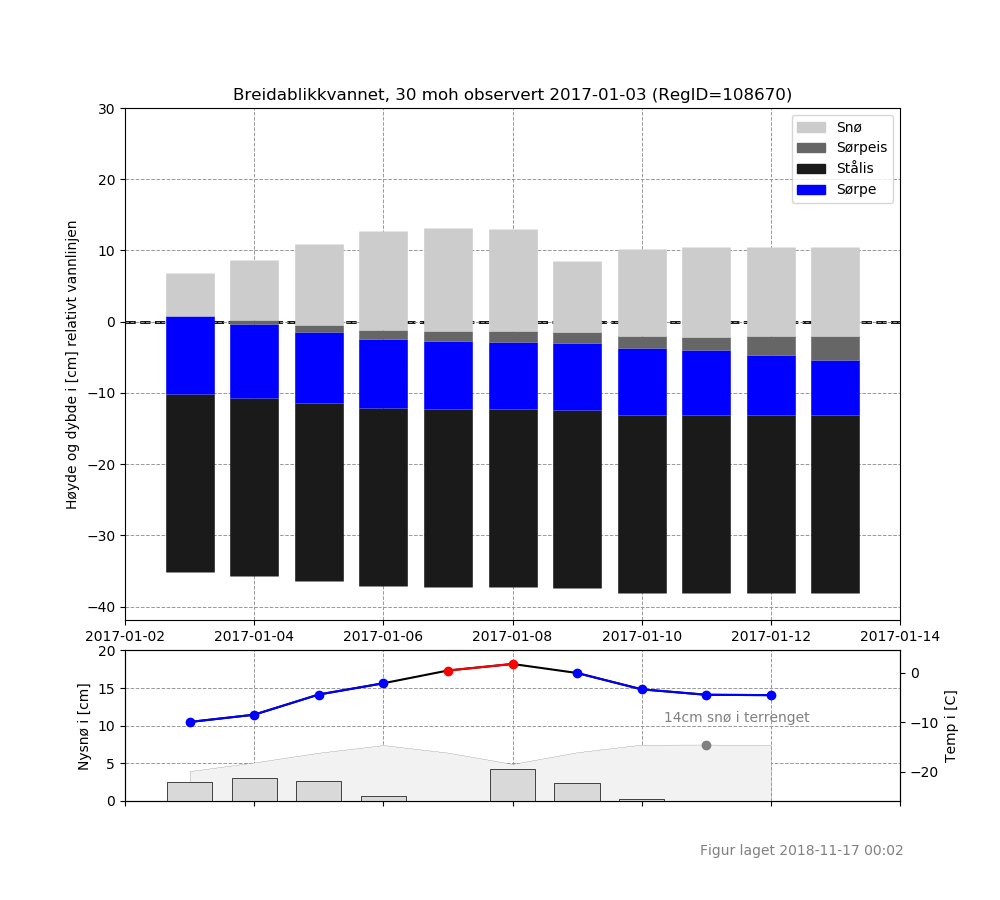 Breidablikkvannet, 30 moh observert 2017-01-03 (RegID=108670)
Høyde og dybde i [cm] relativt vannlinjen
30
20
10
0
−10
−20
−30
−40
Snø
Sørpeis
Stålis
Sørpe
2017-01-02 2017-01-04 2017-01-06 2017-01-08 2017-01-10 2017-01-12 2017-01-14
Nysnø i [cm]
20
15
10
5
0
14cm snø i terrenget
0
−10
−20
Temp i [C]
Figur laget 2018-11-17 00:02